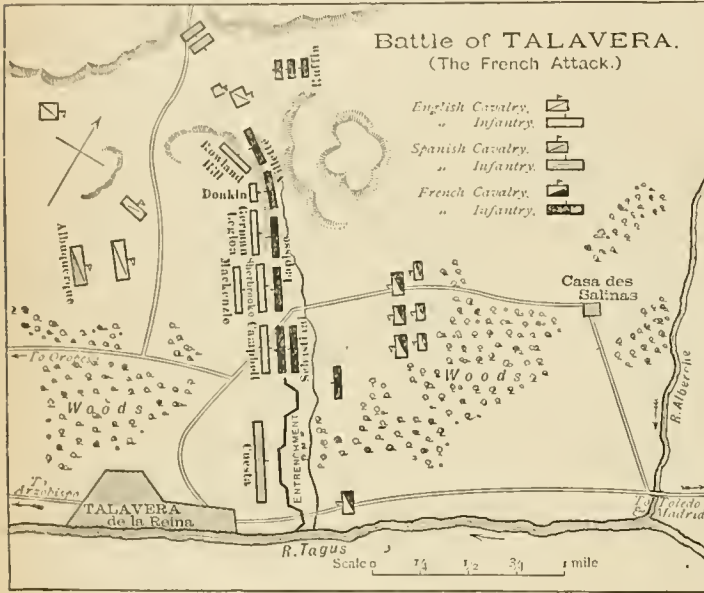 Battle of TALAVERA.
(The French Attack.)
English Cavalry.
„ Infantry.
Spanish Cavalry.
„ Infantry.
French Cavalry.
„ Infantry.
Ruffin
Villatte
Rowland
Hill
Donkin
German
Legion
Lapisse
Mackenzie
Sherbrooke
Campbell
Sebastiani
Albuquerque
Casa des
Salinas
To Oropesa
Woods
Woods
R. Alberche
Cuesta
ENTRENCHMENT
To
Arzobispo
TALAVERA
de la Reina
To Toledo
Madrid
R. Tagus
Scale 0 1/4 1/2 3/4 1 mile